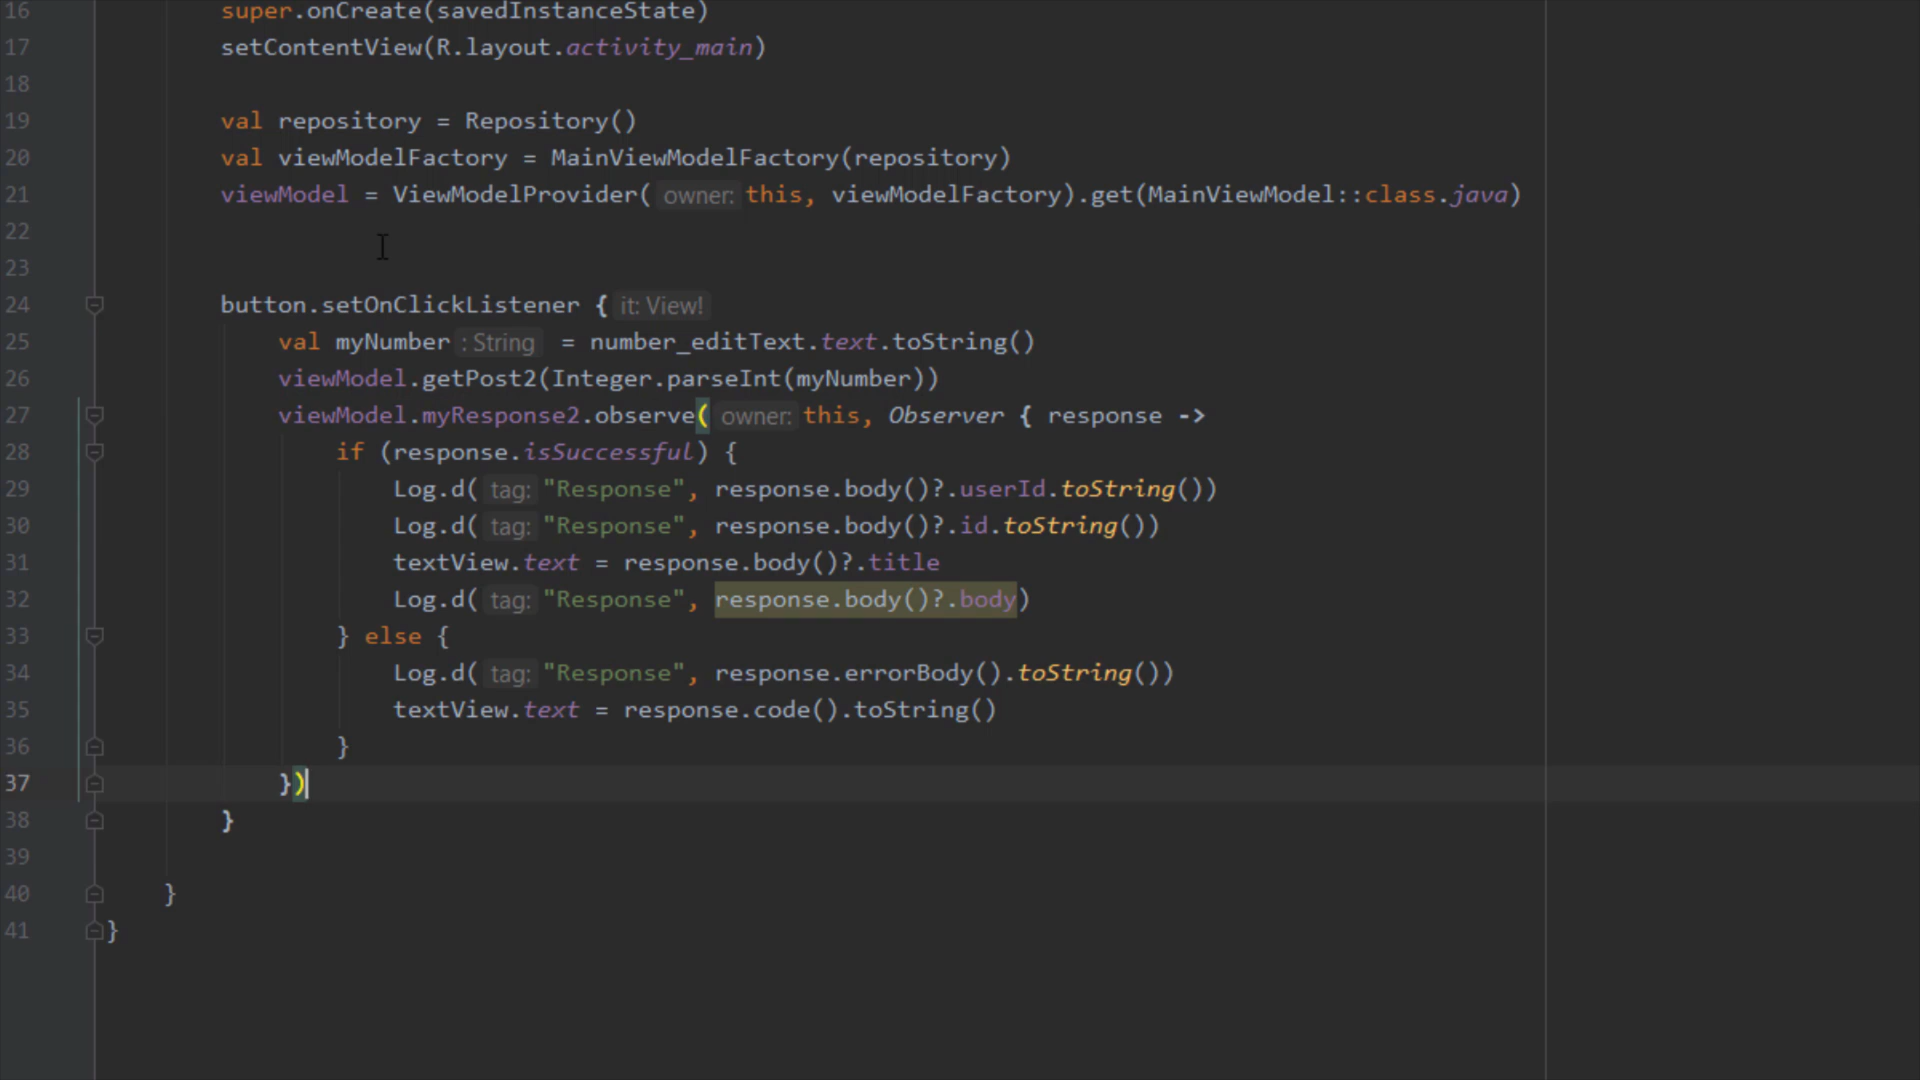 16 super.onCreate(savedInstanceState)
17 setContentView(R.layout.activity_main)
18
19 val repository = Repository()
20 val viewModelFactory = MainViewModelFactory(repository)
21 viewModel = ViewModelProvider( owner: this, viewModelFactory).get(MainViewModel::class.java)
22
23
24 button.setOnClickListener { it: View!
25 val myNumber : String = number_editText.text.toString()
26 viewModel.getPost2(Integer.parseInt(myNumber))
27 viewModel.myResponse2.observe( owner: this, Observer { response ->
28 if (response.isSuccessful) {
29 Log.d( tag: "Response", response.body()?.userId.toString())
30 Log.d( tag: "Response", response.body()?.id.toString())
31 textView.text = response.body()?.title
32 Log.d( tag: "Response", response.body()?.body)
33 } else {
34 Log.d( tag: "Response", response.errorBody().toString())
35 textView.text = response.code().toString()
36 }
37 })
38 }
39
40 }
41 }